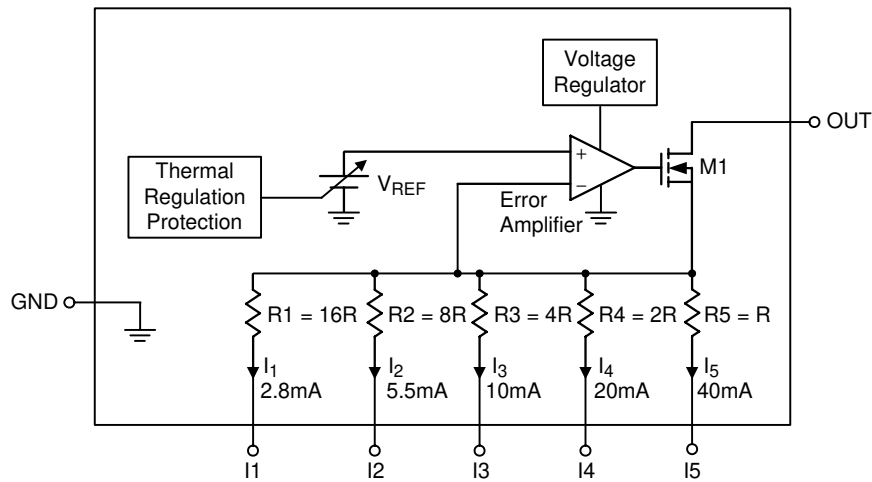 Voltage
Regulator
OUT
+
M1
Thermal
Regulation
Protection
VREF
−
Error
Amplifier
GND
R1 = 16R
R2 = 8R
R3 = 4R
R4 = 2R
R5 = R
I1
2.8mA
I2
5.5mA
I3
10mA
I4
20mA
I5
40mA
I1
I2
I3
I4
I5